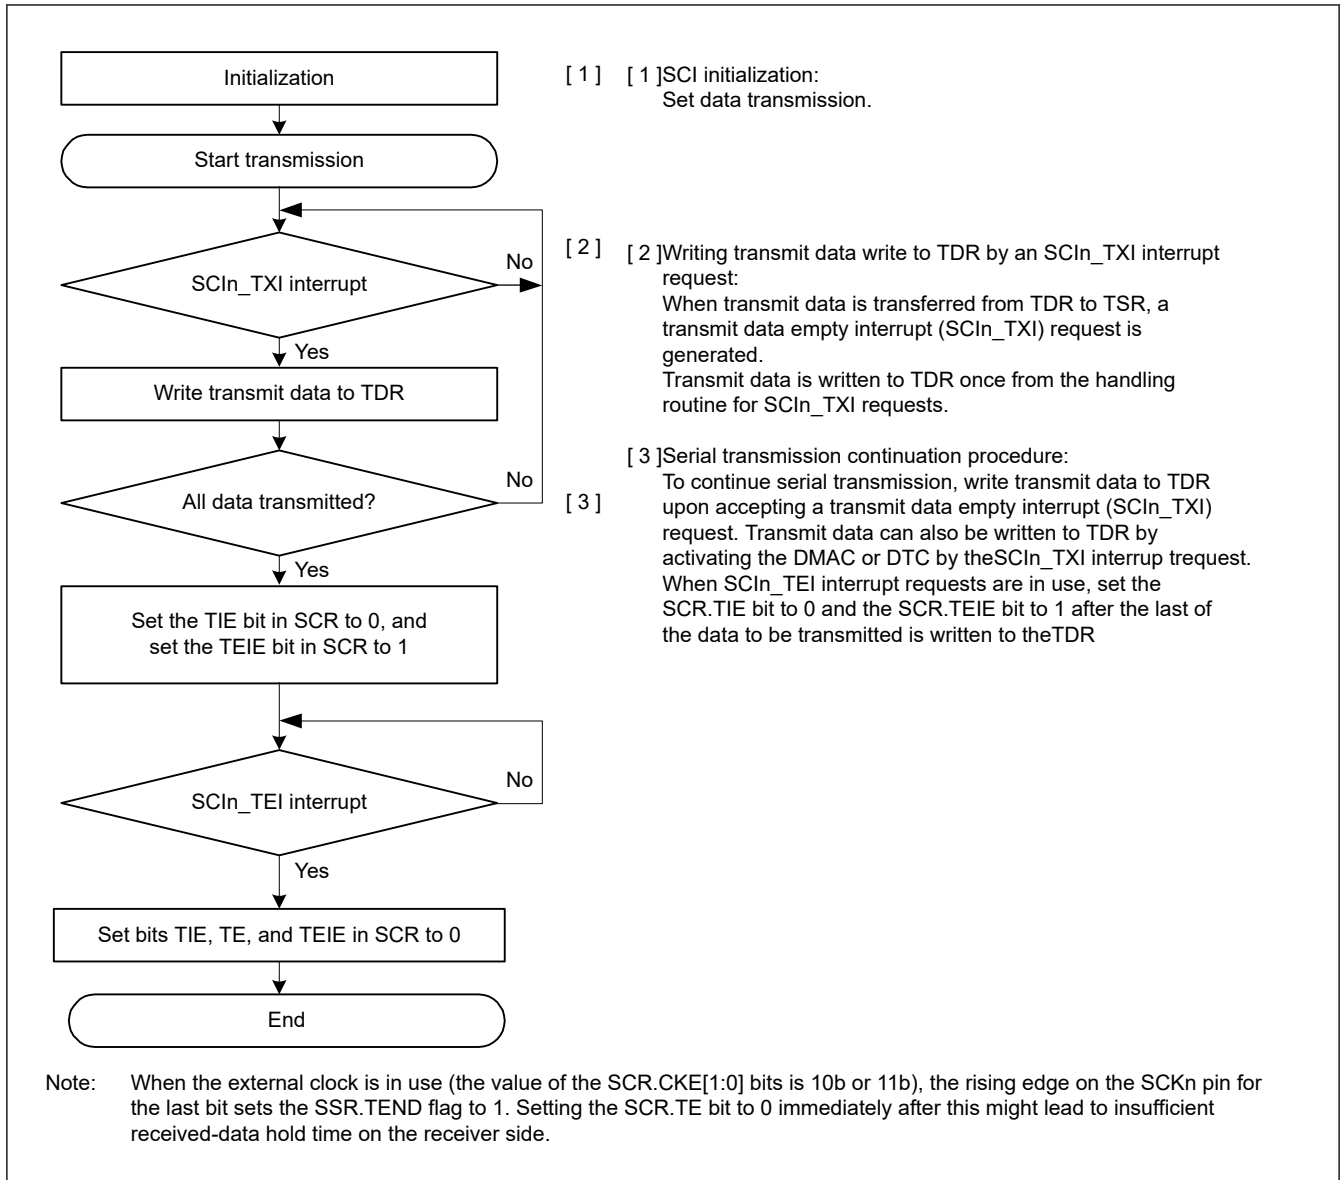 Initialization
[ 1 ]
[ 1 ]SCI initialization:
Set data transmission.
Start transmission
SCIn_TXI interrupt
No
Yes
[ 2 ]
[ 2 ]Writing transmit data write to TDR by an SCIn_TXI interrupt
request:
When transmit data is transferred from TDR to TSR, a
transmit data empty interrupt (SCIn_TXI) request is
generated.
Transmit data is written to TDR once from the handling
routine for SCIn_TXI requests.
Write transmit data to TDR
All data transmitted?
No
Yes
[ 3 ]
[ 3 ]Serial transmission continuation procedure:
To continue serial transmission, write transmit data to TDR
upon accepting a transmit data empty interrupt (SCIn_TXI)
request. Transmit data can also be written to TDR by
activating the DMAC or DTC by theSCIn_TXI interrup trequest.
When SCIn_TEI interrupt requests are in use, set the
SCR.TIE bit to 0 and the SCR.TEIE bit to 1 after the last of
the data to be transmitted is written to theTDR
Set the TIE bit in SCR to 0, and
set the TEIE bit in SCR to 1
SCIn_TEI interrupt
No
Yes
Set bits TIE, TE, and TEIE in SCR to 0
End
Note: When the external clock is in use (the value of the SCR.CKE[1:0] bits is 10b or 11b), the rising edge on the SCKn pin for
the last bit sets the SSR.TEND flag to 1. Setting the SCR.TE bit to 0 immediately after this might lead to insufficient
received-data hold time on the receiver side.